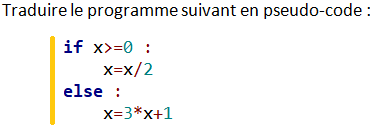 Traduire le programme suivant en pseudo-code :
if x>=0 :
    x=x/2
else :
    x=3*x+1